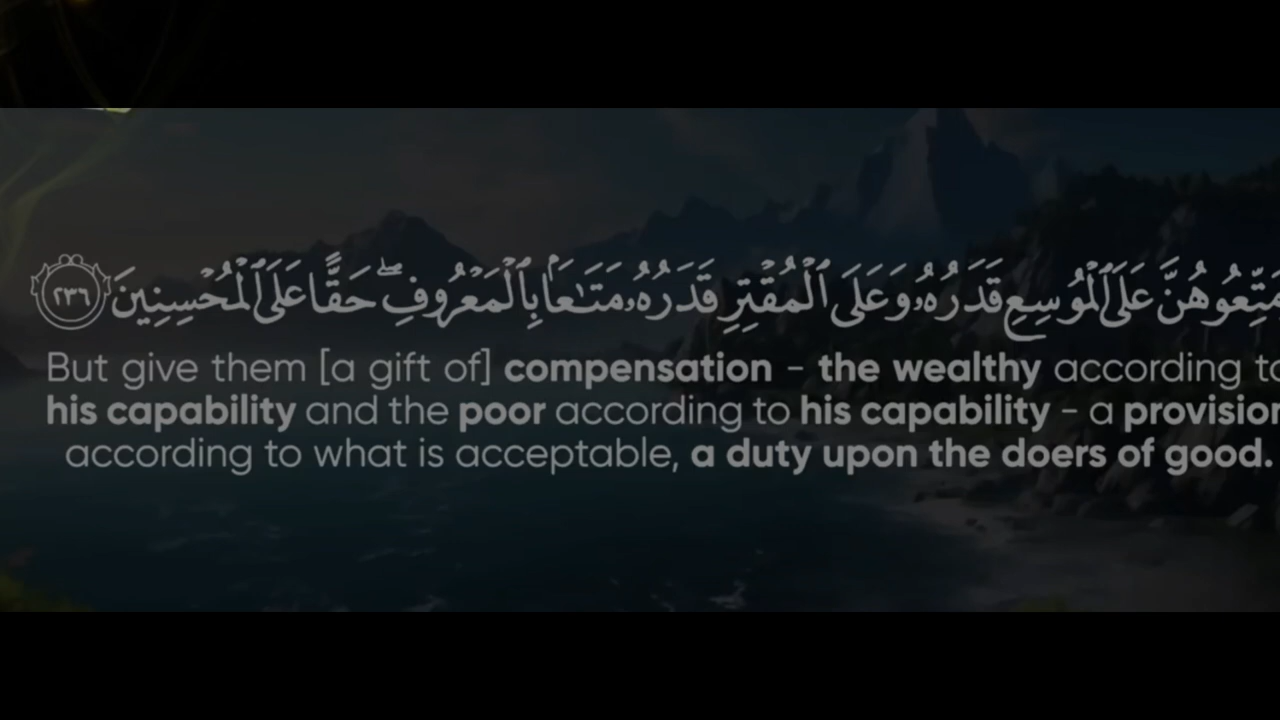 مَتِّعُوهُنَّ عَلَى ٱلْمُوسِعِ قَدَرُهُۥ وَعَلَى ٱلْمُقْتِرِ قَدَرُهُۥ مَتَـٰعًۢا بِٱلْمَعْرُوفِ ۖ حَقًّا عَلَى ٱلْمُحْسِنِينَ ٢٣٦
But give them [a gift of] compensation - the wealthy according to
his capability and the poor according to his capability - a provision
according to what is acceptable, a duty upon the doers of good.